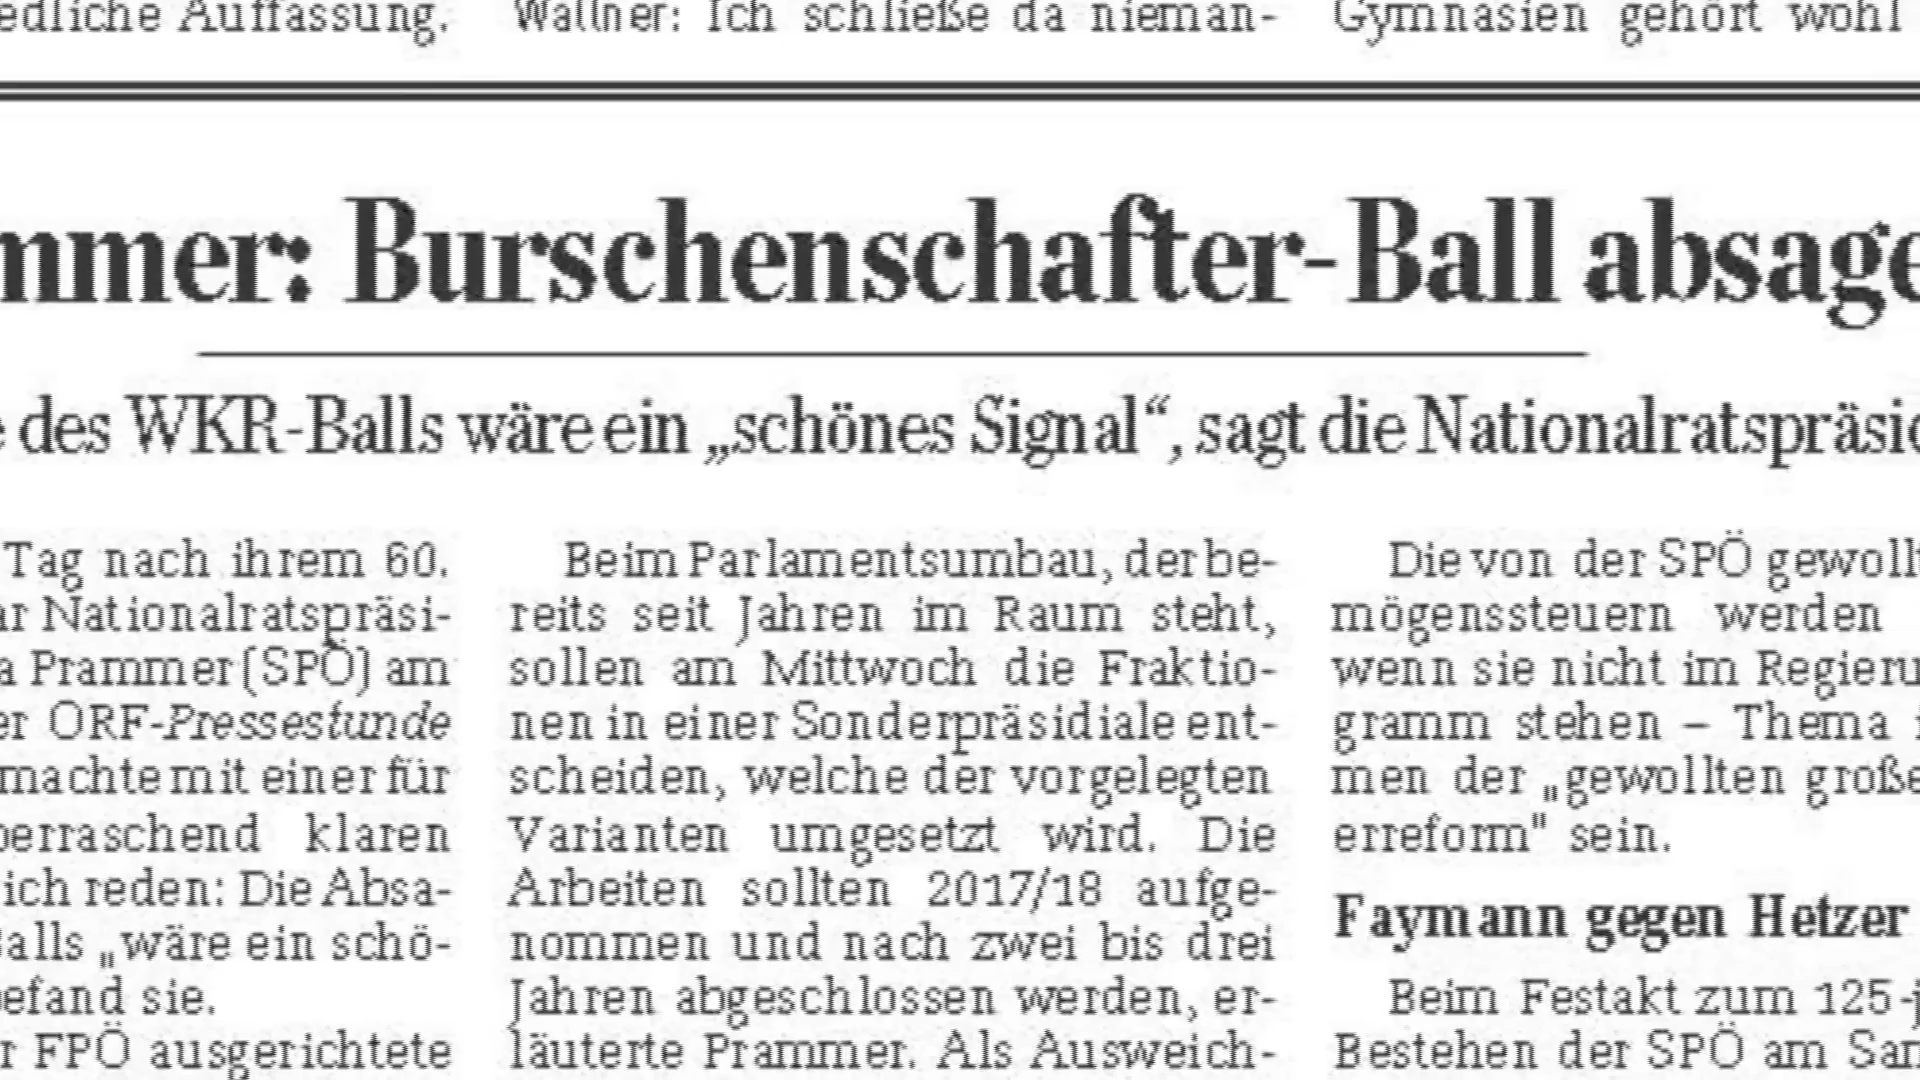 edliche Auffassung.
Wallner: Ich schließe da nieman-
Gymnasien gehört wohl
mmer: Burschenschafter-Ball absage
e des WKR-Balls wäre ein „schönes Signal“, sagt die Nationalratspräsid
Tag nach ihrem 60.
ar Nationalratspräsi-
a Prammer (SPÖ) am
er ORF-Pressestunde
machte mit einer für
berraschend klaren
ich reden: Die Absa-
Balls „wäre ein schö-
befand sie.
r FPÖ ausgerichtete
Beim Parlamentsumbau, der be-
reits seit Jahren im Raum steht,
sollen am Mittwoch die Fraktio-
nen in einer Sonderpräsidiale ent-
scheiden, welche der vorgelegten
Varianten umgesetzt wird. Die
Arbeiten sollten 2017/18 aufge-
nommen und nach zwei bis drei
Jahren abgeschlossen werden, er-
läuterte Prammer. Als Ausweich-
Die von der SPÖ gewollt
mögenssteuern werden
wenn sie nicht im Regieru
gramm stehen – Thema i
men der „gewollten große
erreform" sein.
Faymann gegen Hetzer
Beim Festakt zum 125-j
Bestehen der SPÖ am San